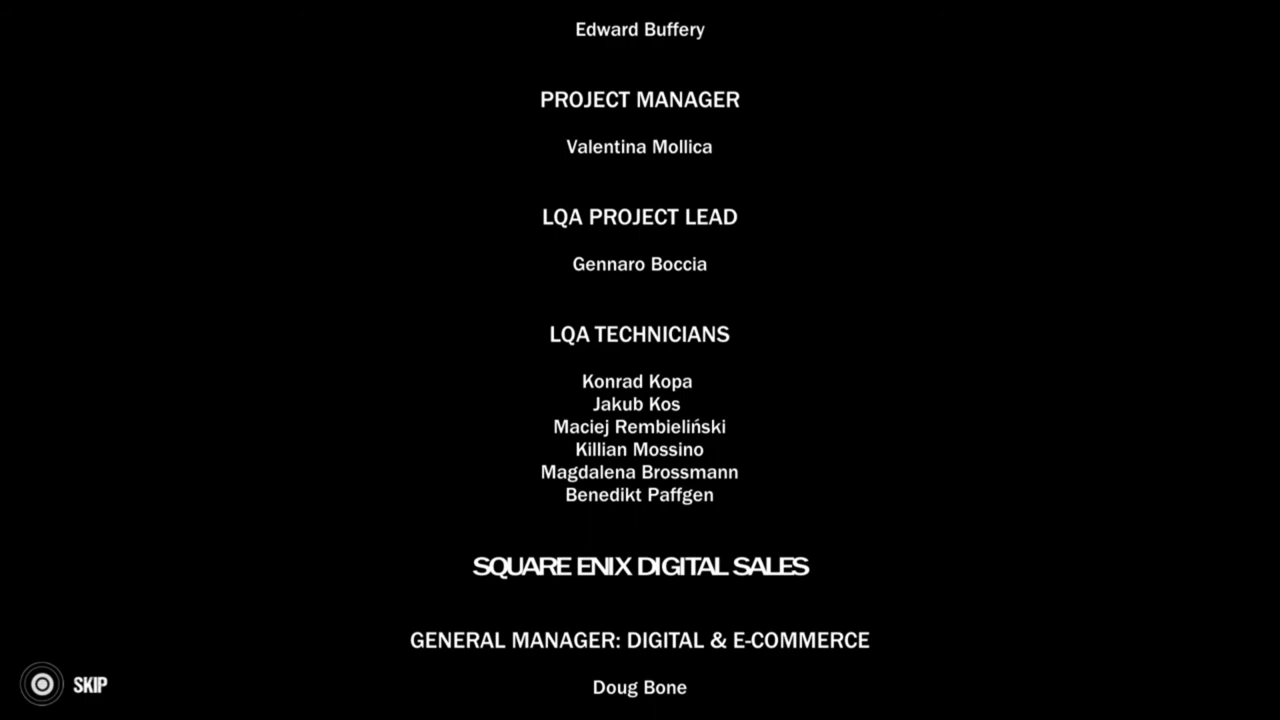 Edward Buffery
PROJECT MANAGER
Valentina Mollica
LQA PROJECT LEAD
Gennaro Boccia
LQA TECHNICIANS
Konrad Kopa
Jakub Kos
Maciej Rembieliński
Killian Mossino
Magdalena Brossmann
Benedikt Paffgen
SQUARE ENIX DIGITAL SALES
GENERAL MANAGER: DIGITAL & E-COMMERCE
Doug Bone
SKIP